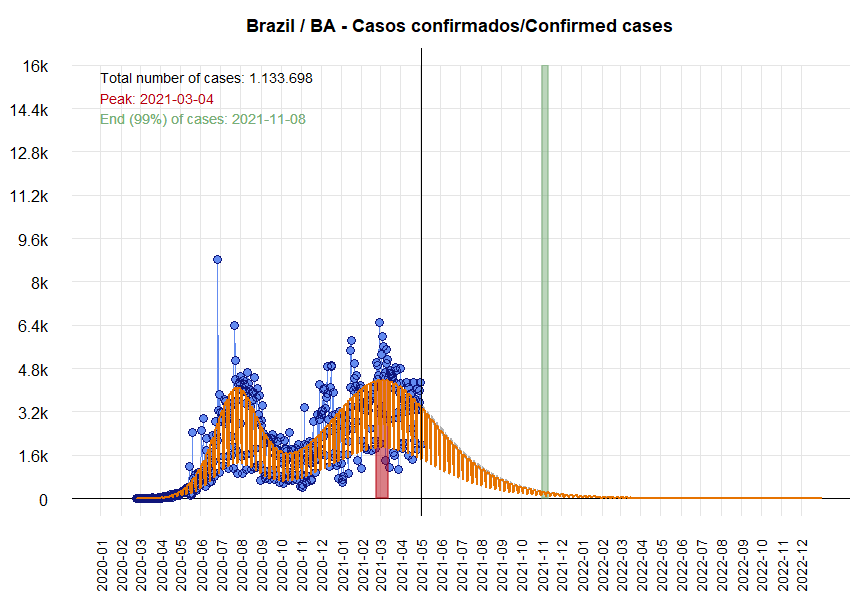 Brazil / BA - Casos confirmados/Confirmed cases
16k
14.4k
12.8k
11.2k
9.6k
8k
6.4k
4.8k
3.2k
1.6k
0
Total number of cases: 1.133.698
Peak: 2021-03-04
End (99%) of cases: 2021-11-08
2020-01
2020-02
2020-03
2020-04
2020-05
2020-06
2020-07
2020-08
2020-09
2020-10
2020-11
2020-12
2021-01
2021-02
2021-03
2021-04
2021-05
2021-06
2021-07
2021-08
2021-09
2021-10
2021-11
2021-12
2022-01
2022-02
2022-03
2022-04
2022-05
2022-06
2022-07
2022-08
2022-09
2022-10
2022-11
2022-12